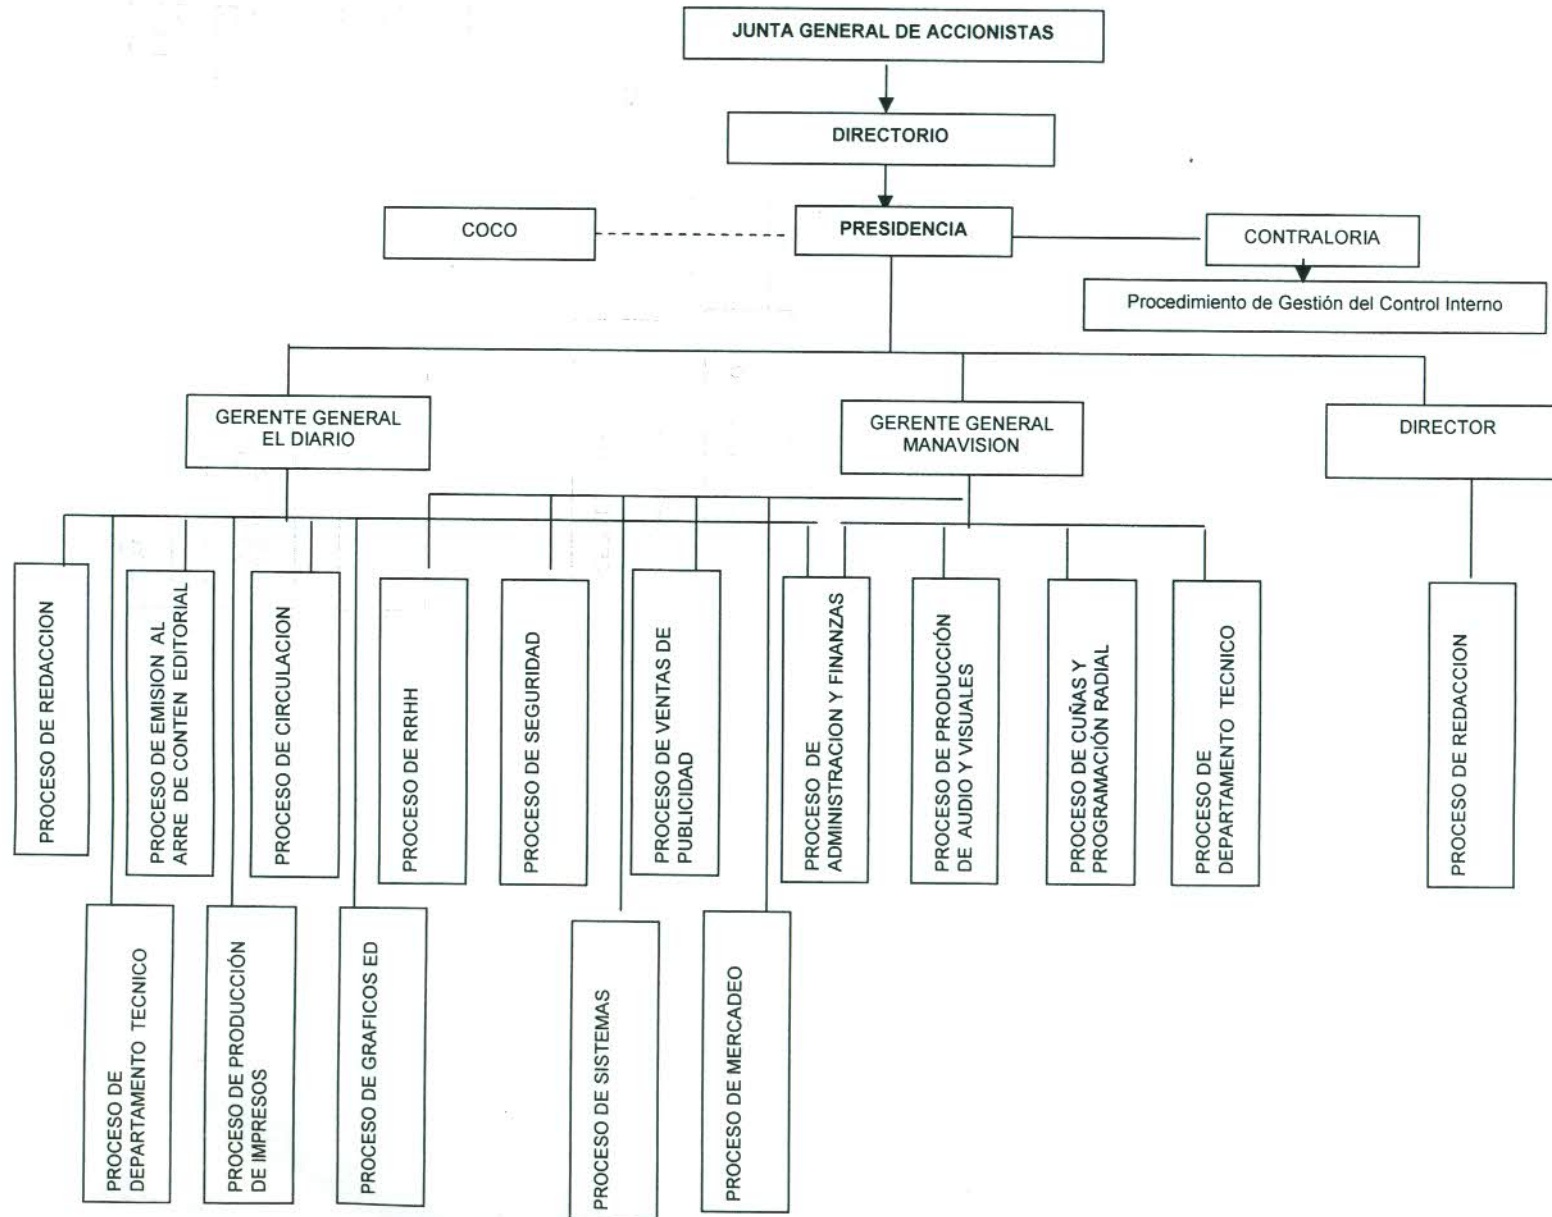 JUNTA GENERAL DE ACCIONISTAS
DIRECTORIO
COCO
PRESIDENCIA
CONTRALORIA
Procedimiento de Gestión del Control Interno
GERENTE GENERAL
EL DIARIO
GERENTE GENERAL
MANAVISION
DIRECTOR
PROCESO DE REDACCION
PROCESO DE EMISION AL
ARRE DE CONTEN EDITORIAL
PROCESO DE CIRCULACION
PROCESO DE RRHH
PROCESO DE SEGURIDAD
PROCESO DE VENTAS DE
PUBLICIDAD
PROCESO DE
ADMINISTRACION Y FINANZAS
PROCESO DE PRODUCCIÓN
DE AUDIO Y VISUALES
PROCESO DE CUÑAS Y
PROGRAMACIÓN RADIAL
PROCESO DE
DEPARTAMENTO TECNICO
PROCESO DE REDACCION
PROCESO DE
DEPARTAMENTO TECNICO
PROCESO DE PRODUCCIÓN
DE IMPRESOS
PROCESO DE GRAFICOS ED
PROCESO DE SISTEMAS
PROCESO DE MERCADEO